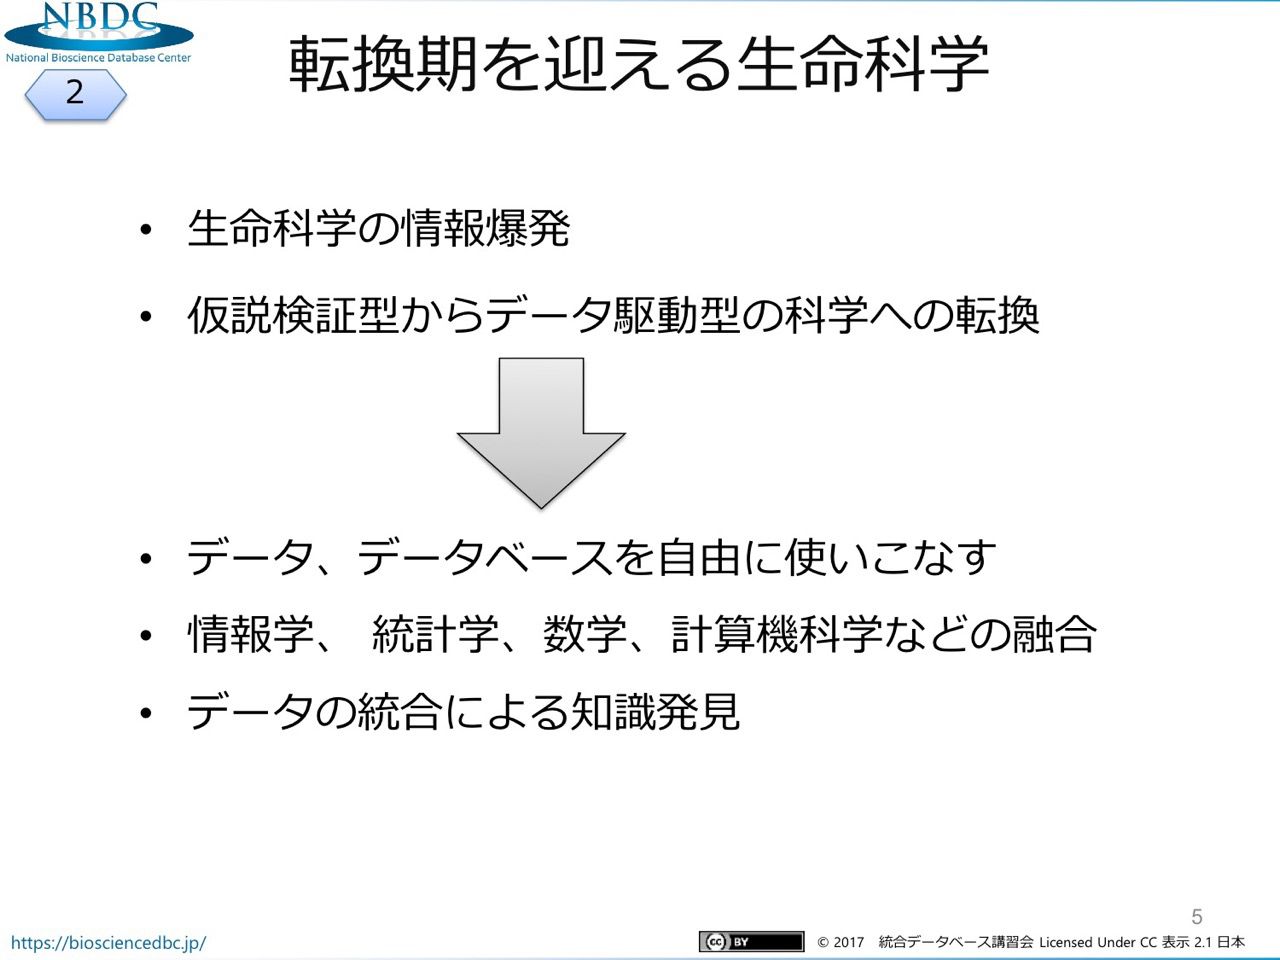 NBDC
National Bioscience Database Center
2
転換期を迎える生命科学
• 生命科学の情報爆発
• 仮説検証型からデータ駆動型の科学への転換
• データ、データベースを自由に使いこなす
• 情報学、 統計学、数学、計算機科学などの融合
• データの統合による知識発見
5
https://biosciencedbc.jp/
cc BY © 2017 統合データベース講習会 Licensed Under CC 表示 2.1 日本